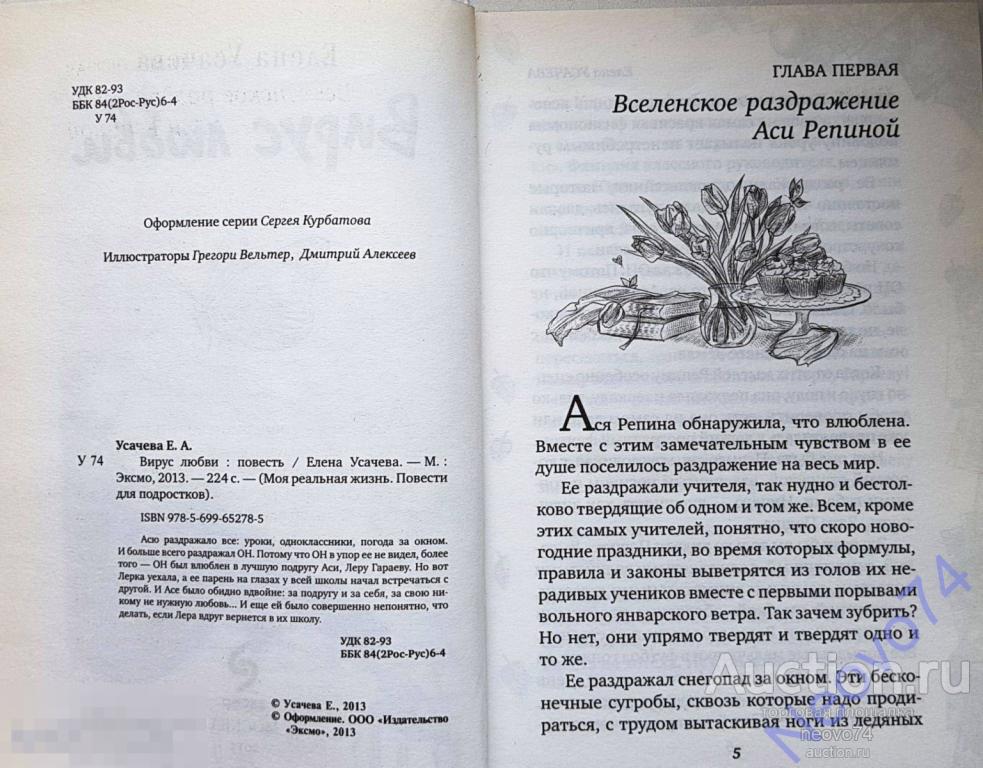 УДК 82-93
ББК 84(2Рос-Рус)6-4
У 74
Оформление серии Сергея Курбатова
Иллюстраторы Грегори Вельтер, Дмитрий Алексеев
Усачева Е. А.
У 74 Вирус любви : повесть / Елена Усачева. — М. :
Эксмо, 2013. — 224 с. — (Моя реальная жизнь. Повести
для подростков).
ISBN 978-5-699-65278-5
Асю раздражало все: уроки, одноклассники, погода за окном.
И больше всего раздражал ОН. Потому что ОН в упор ее не видел, более
того — ОН был влюблен в лучшую подругу Аси, Леру Гараеву. Но вот
Лерка уехала, а ее парень на глазах у всей школы начал встречаться с
другой. И Асе было обидно вдвойне: за подругу и за себя, за свою ни-
кому не нужную любовь... И еще ей было совершенно непонятно, что
делать, если Лера вдруг вернется в их школу.
УДК 82-93
ББК 84(2Рос-Рус)6-4
© Усачева Е., 2013
© Оформление. ООО «Издательство
«Эксмо», 2013
ГЛАВА ПЕРВАЯ
Вселенское раздражение
Аси Репиной
Ася Репина обнаружила, что влюблена.
Вместе с этим замечательным чувством в ее
душе поселилось раздражение на весь мир.
Ее раздражали учителя, так нудно и бестол-
ково твердящие об одном и том же. Всем, кроме
этих самых учителей, понятно, что скоро ново-
годние праздники, во время которых формулы,
правила и законы выветрятся из голов их не-
радивых учеников вместе с первыми порывами
вольного январского ветра. Так зачем зубрить?
Но нет, они упрямо твердят и твердят одно и
то же.
Ее раздражал снегопад за окном. Эти беско-
нечные сугробы, сквозь которые надо проди-
раться, с трудом вытаскивая ноги из ледяных
5
Neovo74
Auction.ru
торговая площадка
neovo74
auction.ru